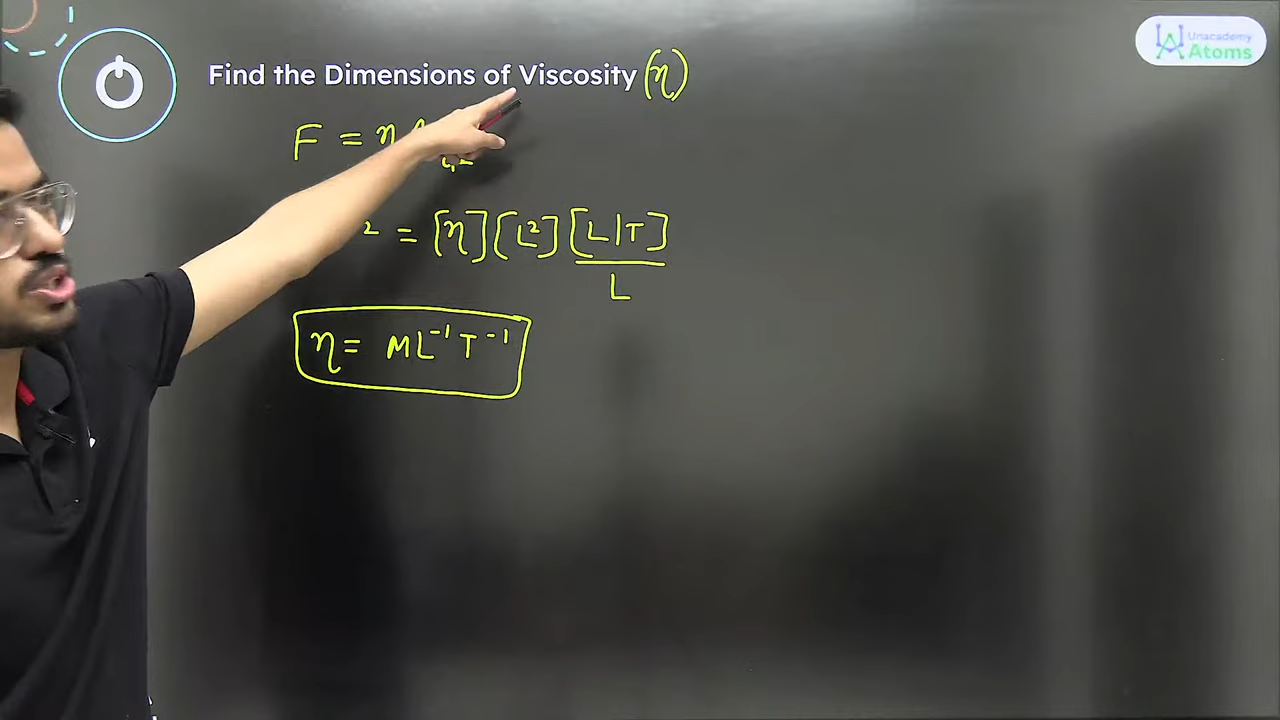 Unacademy
Atoms
Find the Dimensions of Viscosity (η)
F = η
2 = [η] [L²] [L/T]
L
η = ML⁻¹T⁻¹